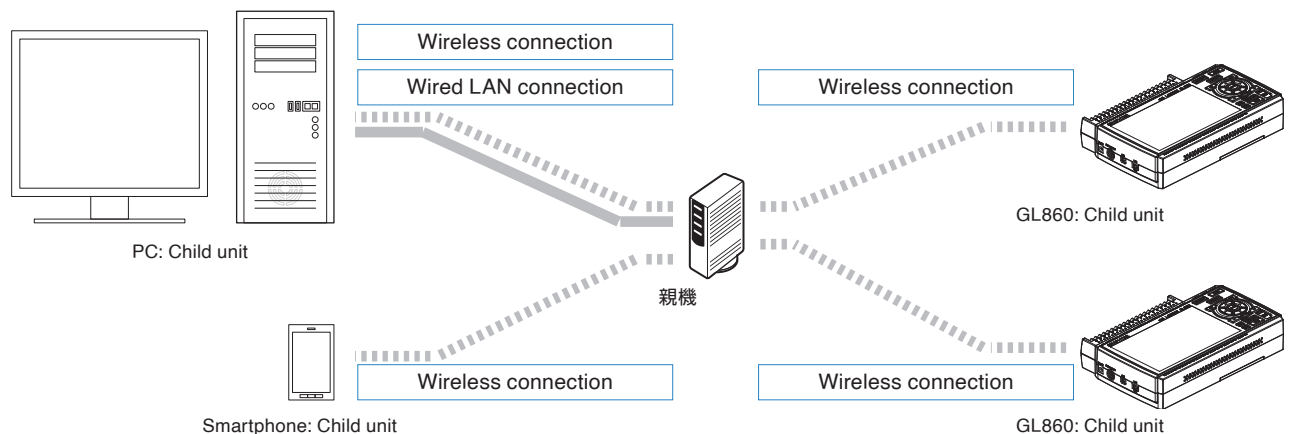 Wireless connection
Wired LAN connection
Wireless connection
GL860: Child unit
PC: Child unit
親機
Wireless connection
Wireless connection
Smartphone: Child unit
GL860: Child unit